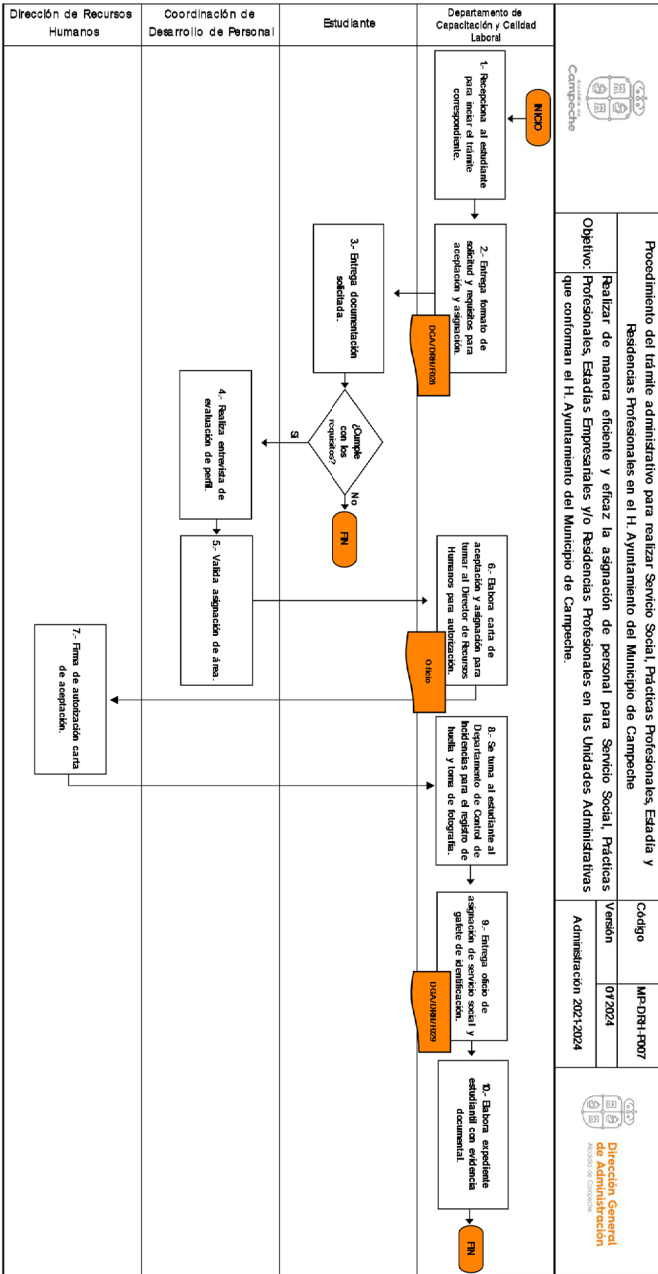 Alcaldía de
Campeche
Procedimiento del trámite administrativo para realizar Servicio Social, Prácticas Profesionales, Estadía y
Residencias Profesionales en el H. Ayuntamiento del Municipio de Campeche
Objetivo:
Realizar de manera eficiente y eficaz la asignación de personal para Servicio Social, Prácticas
Profesionales, Estadías Empresariales y/o Residencias Profesionales en las Unidades Administrativas
que conforman el H. Ayuntamiento del Municipio de Campeche.
Código
MP-DRH-P007
Versión
01/2024
Administración 2021-2024
Dirección General
de Administración
Alcaldía de Campeche
Departamento de
Capacitación y Calidad
Laboral
Estudiante
Coordinación de
Desarrollo de Personal
Dirección de Recursos
Humanos
INICIO
1.- Recepciona al estudiante
para iniciar el trámite
correspondiente.
2.- Entrega formato de
solicitud y requisitos para
aceptación y asignación.
DGA/DRH/F028
3.- Entrega documentación
solicitada.
¿Cumple
con los
requisitos?
No
FIN
Si
4.- Realiza entrevista de
evaluación de perfil.
5.- Valida asignación de área.
6.- Elabora carta de
aceptación y asignación para
turnar al Director de Recursos
Humanos para autorización.
Oficio
7.- Firma de autorización carta
de aceptación.
8.- Se turna al estudiante al
Departamento de Control de
Incidencias para el registro de
huella y toma de fotografía.
9.- Entrega oficio de
asignación de servicio social y
gafete de identificación.
DGA/DRH/F029
10.- Elabora expediente
estudiantil con evidencia
documental.
FIN